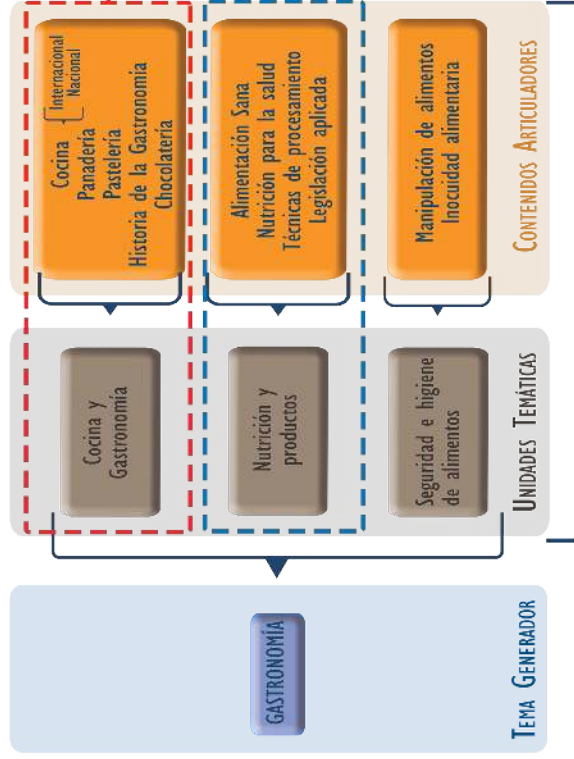 TEMA GENERADOR
GASTRONOMÍA
UNIDADES TEMÁTICAS
Cocina y
Gastronomía
Nutrición y
productos
Seguridad e higiene
de alimentos
CONTENIDOS ARTICULADORES
Cocina
Internacional
Nacional
Panadería
Pastelería
Historia de la Gastronomía
Chocolatería
Alimentación Sana
Nutrición para la salud
Técnicas de procesamiento
Legislación aplicada
Manipulación de alimentos
Inocuidad alimentaria